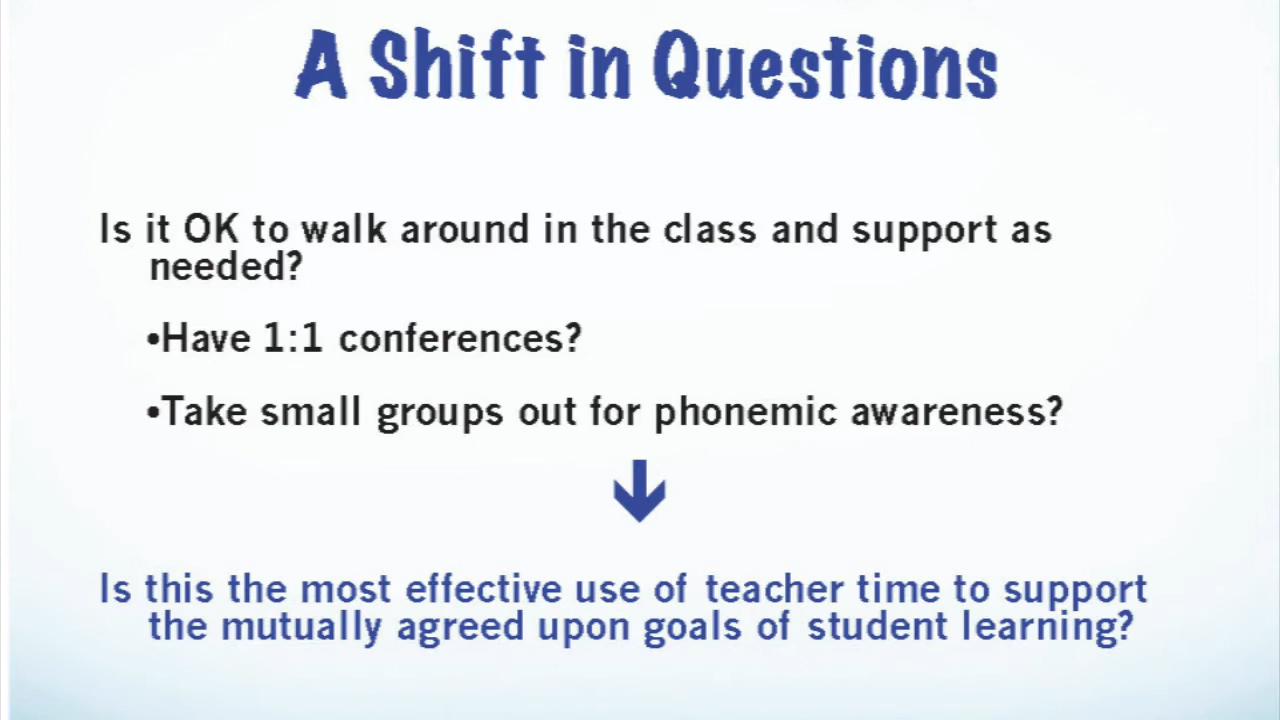 A Shift in Questions
Is it OK to walk around in the class and support as
needed?
•Have 1:1 conferences?
•Take small groups out for phonemic awareness?
Is this the most effective use of teacher time to support
the mutually agreed upon goals of student learning?